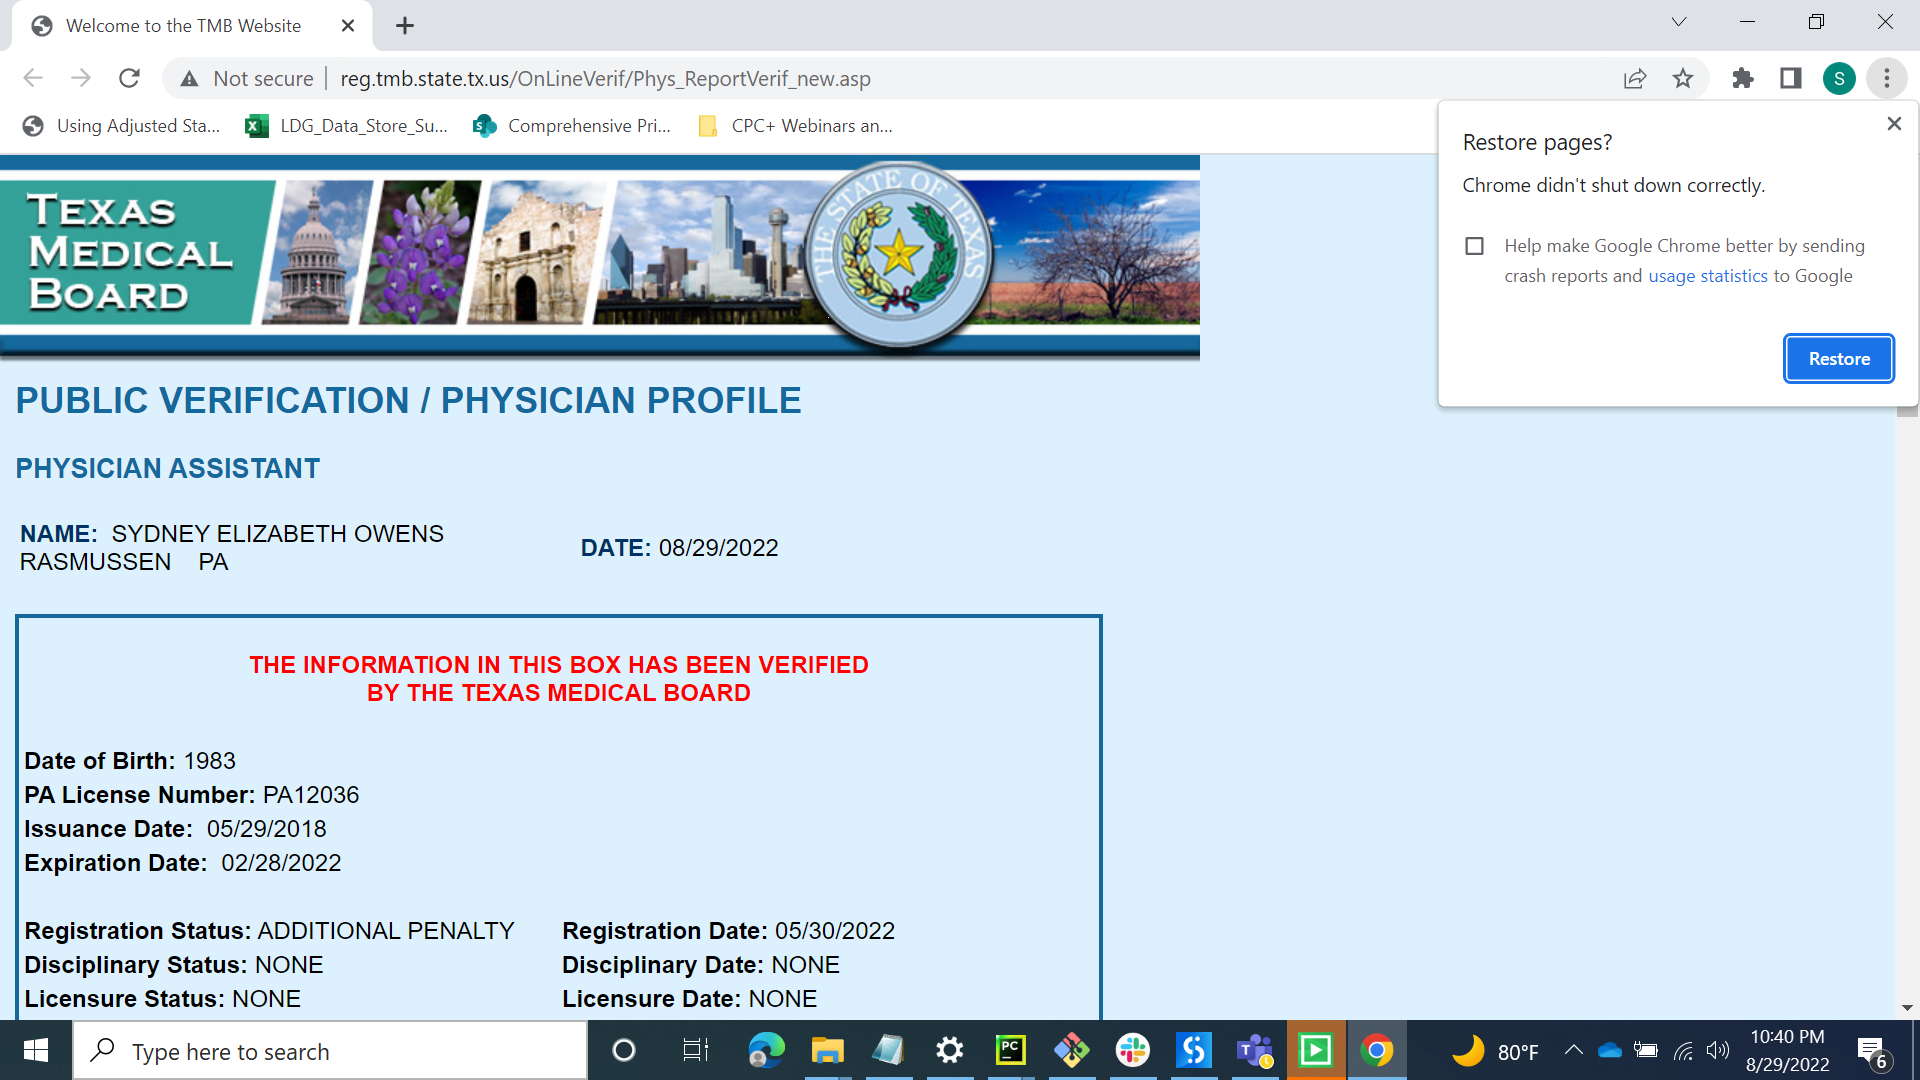 Welcome to the TMB Website
Not secure | reg.tmb.state.tx.us/OnLineVerif/Phys_ReportVerif_new.asp
S
Using Adjusted Sta...
LDG_Data_Store_Su...
Comprehensive Pri...
CPC+ Webinars an...
Restore pages?
Chrome didn't shut down correctly.
Help make Google Chrome better by sending
crash reports and usage statistics to Google
Restore
TEXAS
MEDICAL
BOARD
THE STATE OF TEXAS
PUBLIC VERIFICATION / PHYSICIAN PROFILE
PHYSICIAN ASSISTANT
NAME: SYDNEY ELIZABETH OWENS
RASMUSSEN PA
DATE: 08/29/2022
THE INFORMATION IN THIS BOX HAS BEEN VERIFIED
BY THE TEXAS MEDICAL BOARD
Date of Birth: 1983
PA License Number: PA12036
Issuance Date: 05/29/2018
Expiration Date: 02/28/2022
Registration Status: ADDITIONAL PENALTY Registration Date: 05/30/2022
Disciplinary Status: NONE Disciplinary Date: NONE
Licensure Status: NONE Licensure Date: NONE
Type here to search
PC
T
80°F
10:40 PM
8/29/2022
6